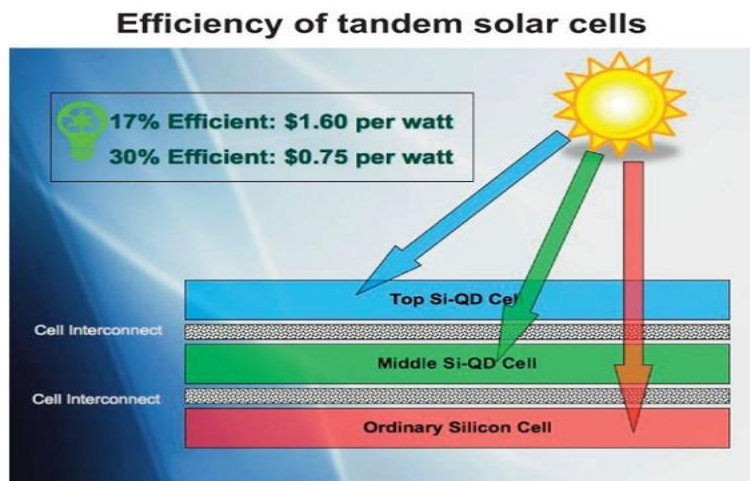 Efficiency of tandem solar cells
17% Efficient: $1.60 per watt
30% Efficient: $0.75 per watt
Top Si-QD Cell
Cell Interconnect
Middle Si-QD Cell
Cell Interconnect
Ordinary Silicon Cell